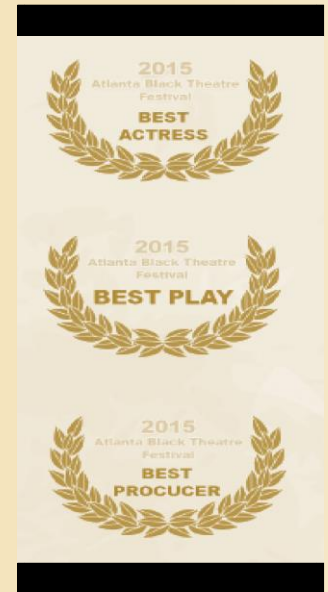 2015
Atlanta Black Theatre
Festival
BEST
ACTRESS
2015
Atlanta Black Theatre
Festival
BEST PLAY
2015
Atlanta Black Theatre
Festival
BEST
PROCUCER